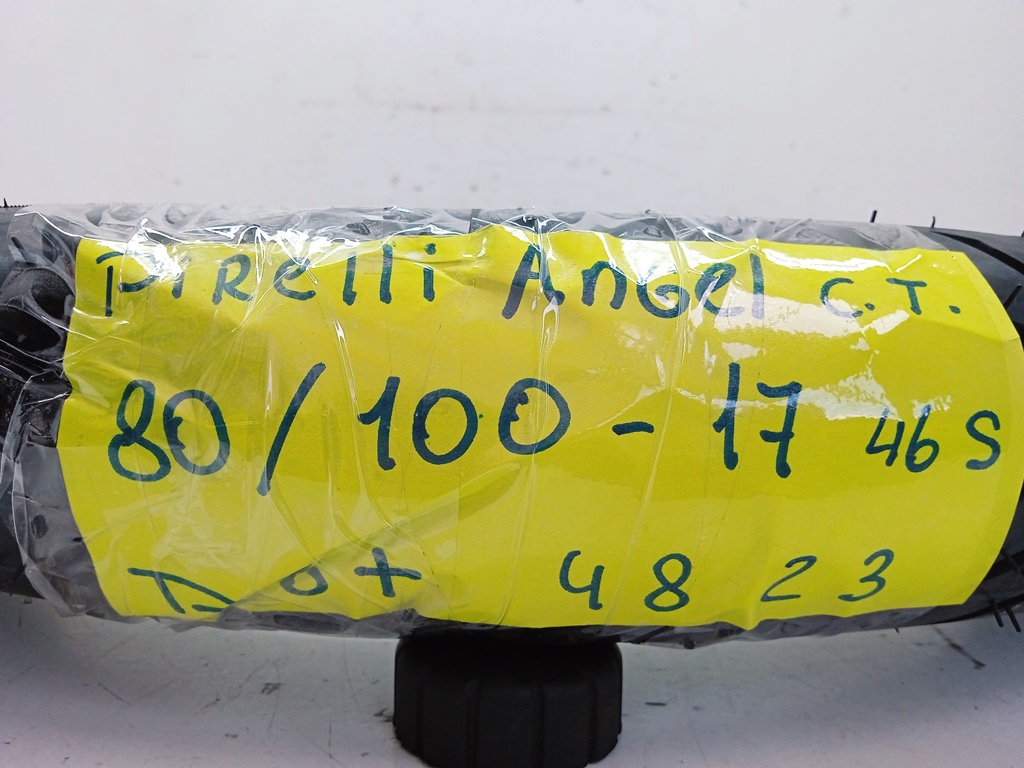 PIRelli AnGel C.T.
80/100-17 46S
Dot 4823